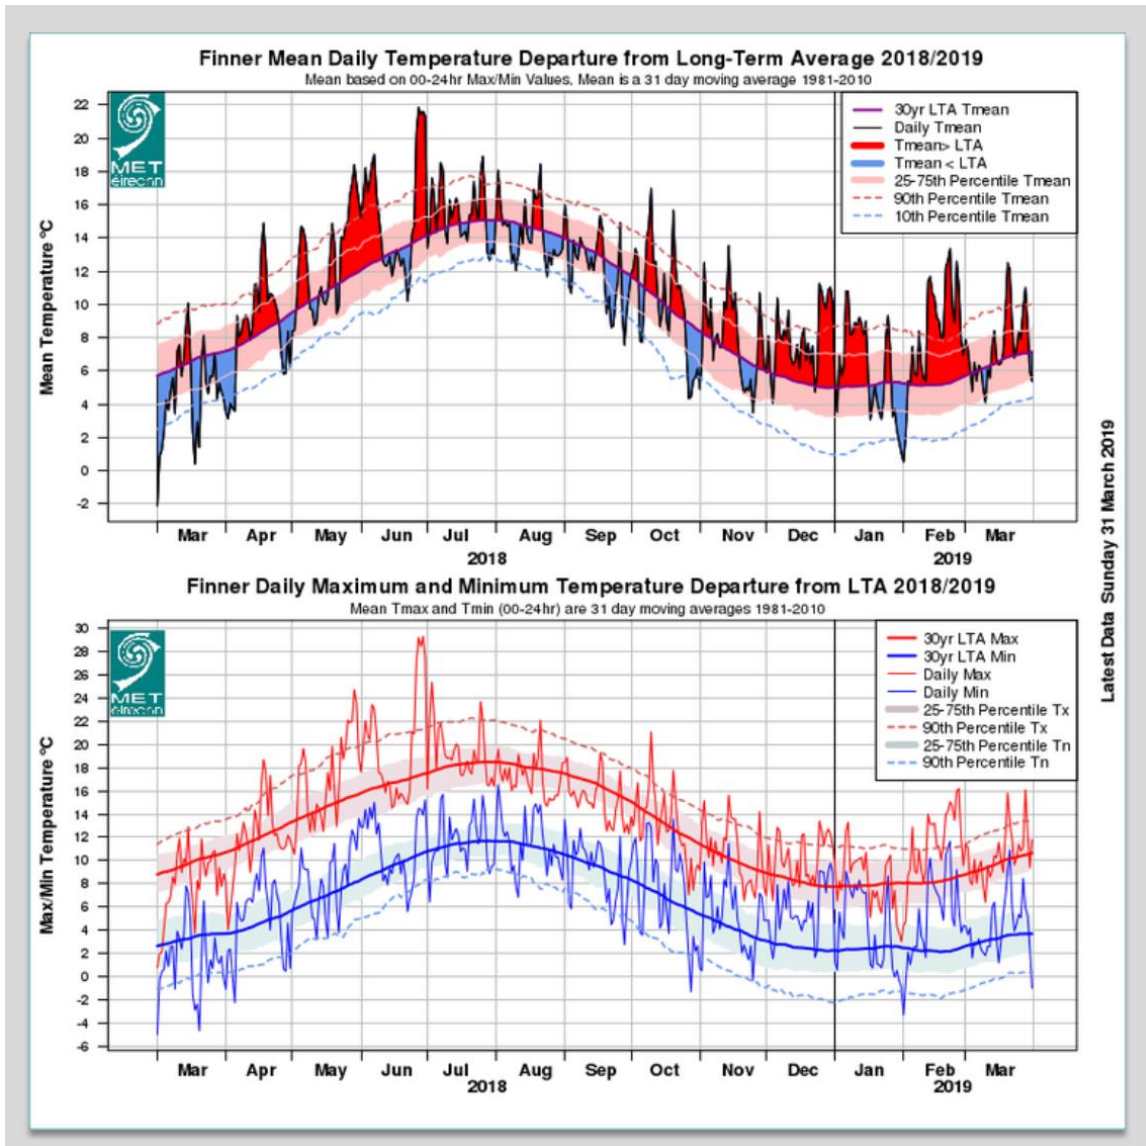 Finner Mean Daily Temperature Departure from Long-Term Average 2018/2019
Mean based on 00-24hr Max/Min Values, Mean is a 31 day moving average 1981-2010
MET
éireann
22
20
18
16
14
12
10
8
6
4
2
0
-2
Mean Temperature ºC
30yr LTA Tmean
Daily Tmean
Tmean> LTA
Tmean < LTA
25-75th Percentile Tmean
90th Percentile Tmean
10th Percentile Tmean
Mar Apr May Jun Jul Aug Sep Oct Nov Dec Jan Feb Mar
2018 2019
Finner Daily Maximum and Minimum Temperature Departure from LTA 2018/2019
Mean Tmax and Tmin (00-24hr) are 31 day moving averages 1981-2010
MET
éireann
30
28
26
24
22
20
18
16
14
12
10
8
6
4
2
0
-2
-4
-6
Max/Min Temperature ºC
30yr LTA Max
30yr LTA Min
Daily Max
Daily Min
25-75th Percentile Tx
90th Percentile Tx
25-75th Percentile Tn
90th Percentile Tn
Mar Apr May Jun Jul Aug Sep Oct Nov Dec Jan Feb Mar
2018 2019
Latest Data Sunday 31 March 2019